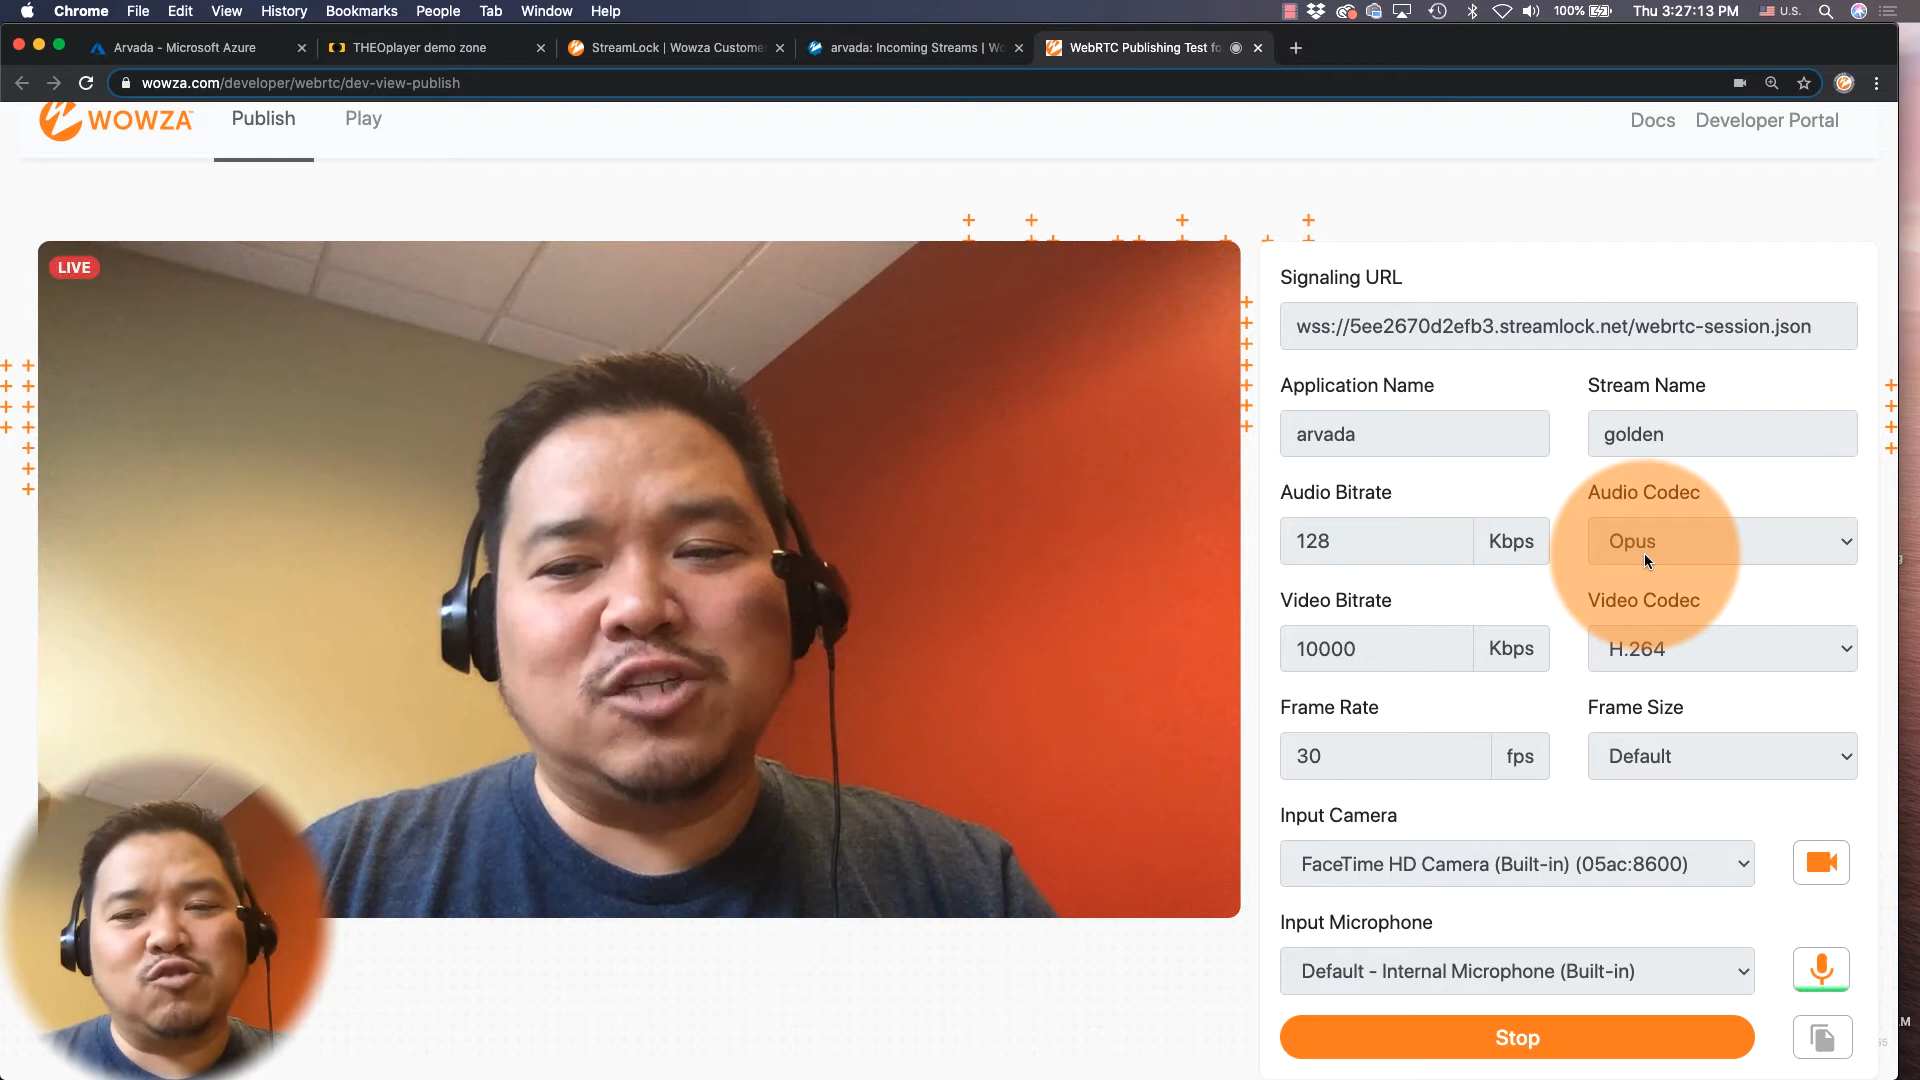 Chrome File Edit View History Bookmarks People Tab Window Help 100% Thu 3:27:13 PM U.S.
Arvada - Microsoft Azure THEOplayer demo zone StreamLock | Wowza Custome arvada: Incoming Streams | Wo WebRTC Publishing Test fo
wowza.com/developer/webrtc/dev-view-publish
WOWZA Publish Play Docs Developer Portal
LIVE
Signaling URL
wss://5ee2670d2efb3.streamlock.net/webrtc-session.json
Application Name Stream Name
arvada golden
Audio Bitrate Audio Codec
128 Kbps Opus
Video Bitrate Video Codec
10000 Kbps H.264
Frame Rate Frame Size
30 fps Default
Input Camera
FaceTime HD Camera (Built-in) (05ac:8600)
Input Microphone
Default - Internal Microphone (Built-in)
Stop